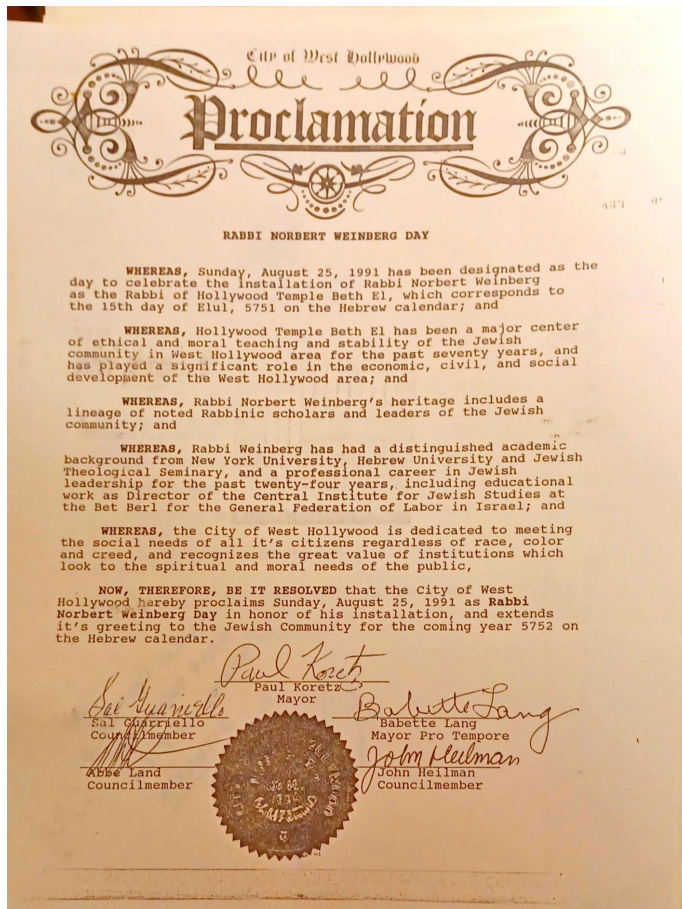 City of West Hollywood
Proclamation
RABBI NORBERT WEINBERG DAY
WHEREAS, Sunday, August 25, 1991 has been designated as the
day to celebrate the installation of Rabbi Norbert Weinberg
as the Rabbi of Hollywood Temple Beth El, which corresponds to
the 15th day of Elul, 5751 on the Hebrew calendar; and
WHEREAS, Hollywood Temple Beth El has been a major center
of ethical and moral teaching and stability of the Jewish
community in West Hollywood area for the past seventy years, and
has played a significant role in the economic, civil, and social
development of the West Hollywood area; and
WHEREAS, Rabbi Norbert Weinberg's heritage includes a
lineage of noted Rabbinic scholars and leaders of the Jewish
community; and
WHEREAS, Rabbi Weinberg has had a distinguished academic
background from New York University, Hebrew University and Jewish
Theological Seminary, and a professional career in Jewish
leadership for the past twenty-four years, including educational
work as Director of the Central Institute for Jewish Studies at
the Bet Berl for the General Federation of Labor in Israel; and
WHEREAS, the City of West Hollywood is dedicated to meeting
the social needs of all it's citizens regardless of race, color
and creed, and recognizes the great value of institutions which
look to the spiritual and moral needs of the public,
NOW, THEREFORE, BE IT RESOLVED that the City of West
Hollywood hereby proclaims Sunday, August 25, 1991 as Rabbi
Norbert Weinberg Day in honor of his installation, and extends
it's greeting to the Jewish Community for the coming year 5752 on
the Hebrew calendar.
Paul Koretz
Paul Koretz
Mayor
Sal Guarriello
Sal Guarriello
Councilmember
Babette Lang
Babette Lang
Mayor Pro Tempore
Abbe Land
Councilmember
John Heilman
John Heilman
Councilmember